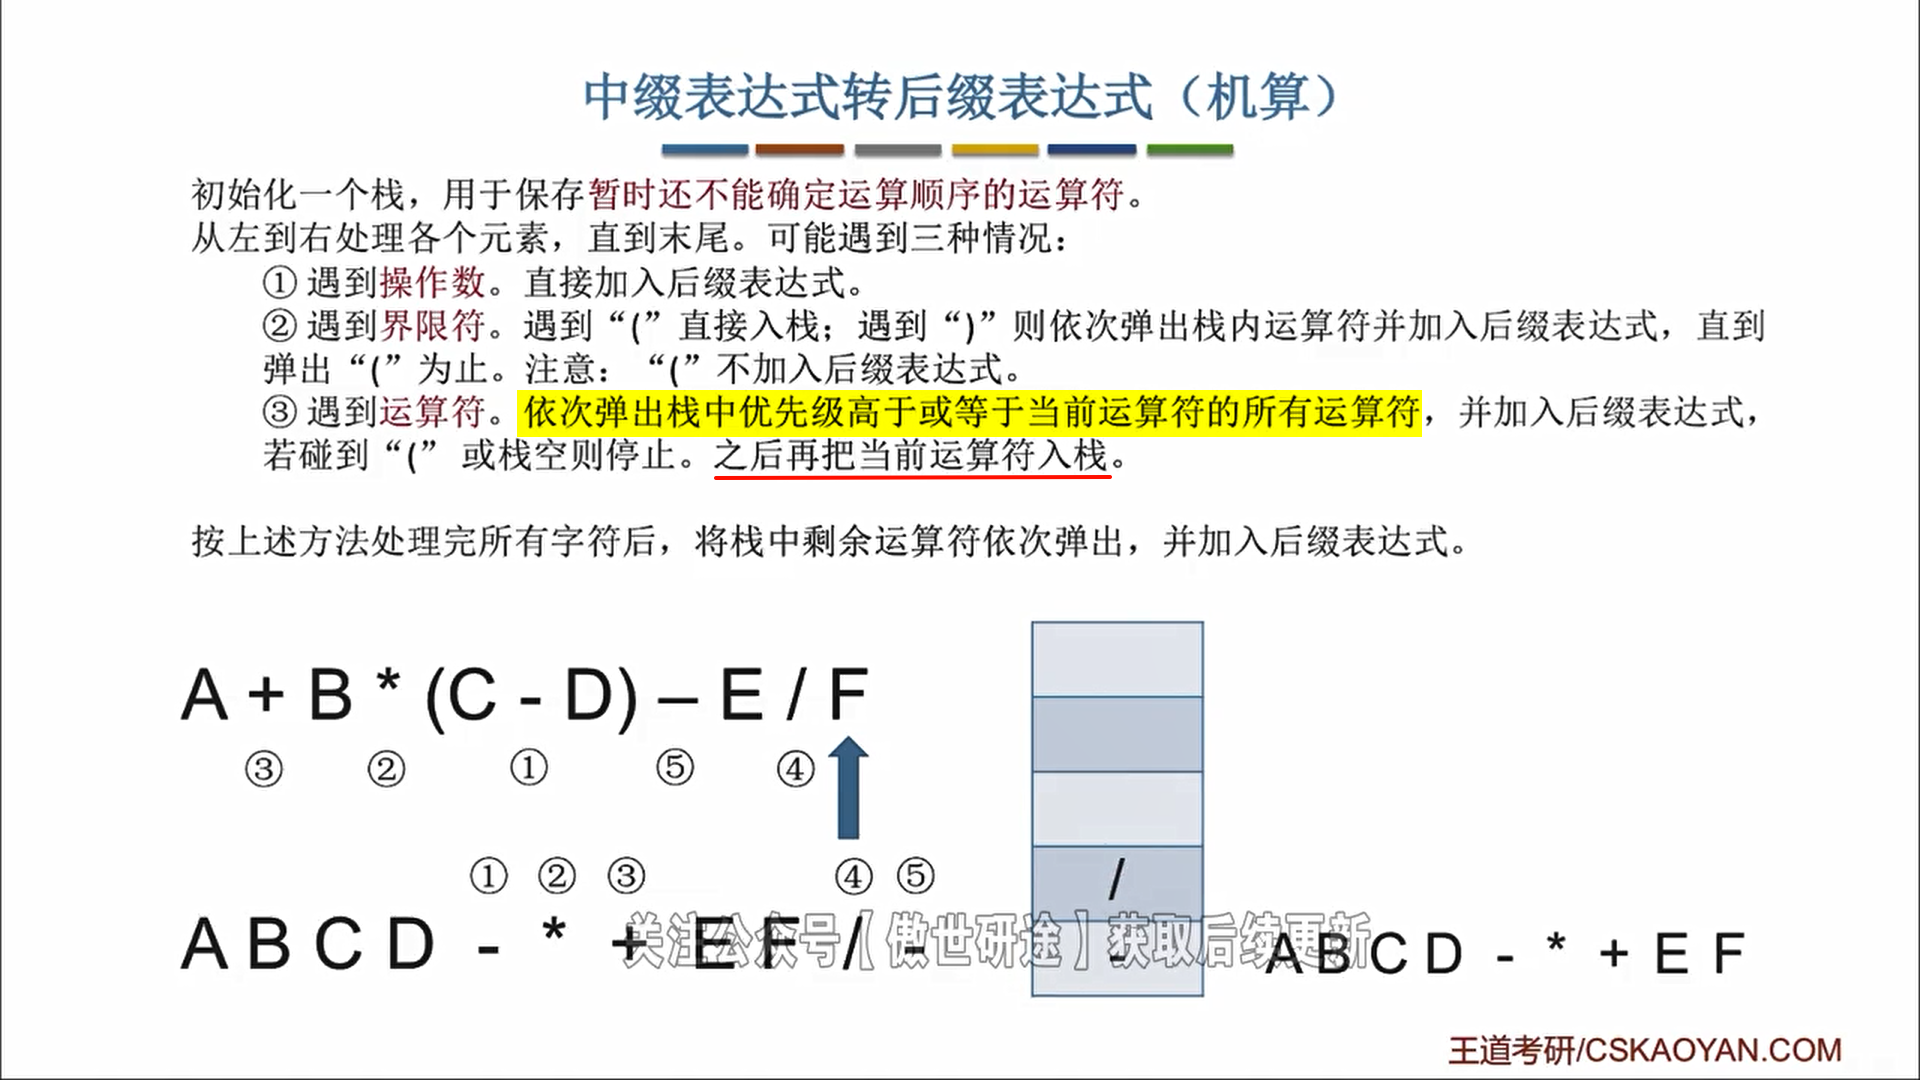 中缀表达式转后缀表达式（机算）
初始化一个栈，用于保存暂时还不能确定运算顺序的运算符。
从左到右处理各个元素，直到末尾。可能遇到三种情况：
① 遇到操作数。直接加入后缀表达式。
② 遇到界限符。遇到“(”直接入栈；遇到“)”则依次弹出栈内运算符并加入后缀表达式，直到
弹出“(”为止。注意：“(”不加入后缀表达式。
③ 遇到运算符。依次弹出栈中优先级高于或等于当前运算符的所有运算符，并加入后缀表达式，
若碰到“(” 或栈空则停止。之后再把当前运算符入栈。
按上述方法处理完所有字符后，将栈中剩余运算符依次弹出，并加入后缀表达式。
A + B * (C - D) – E / F
③ ② ① ⑤ ④
① ② ③ ④ ⑤
A B C D - * + E F / -
/
-
A B C D - * + E F
关注公众号【傲世研途】获取后续更新
王道考研/CSKAOYAN.COM